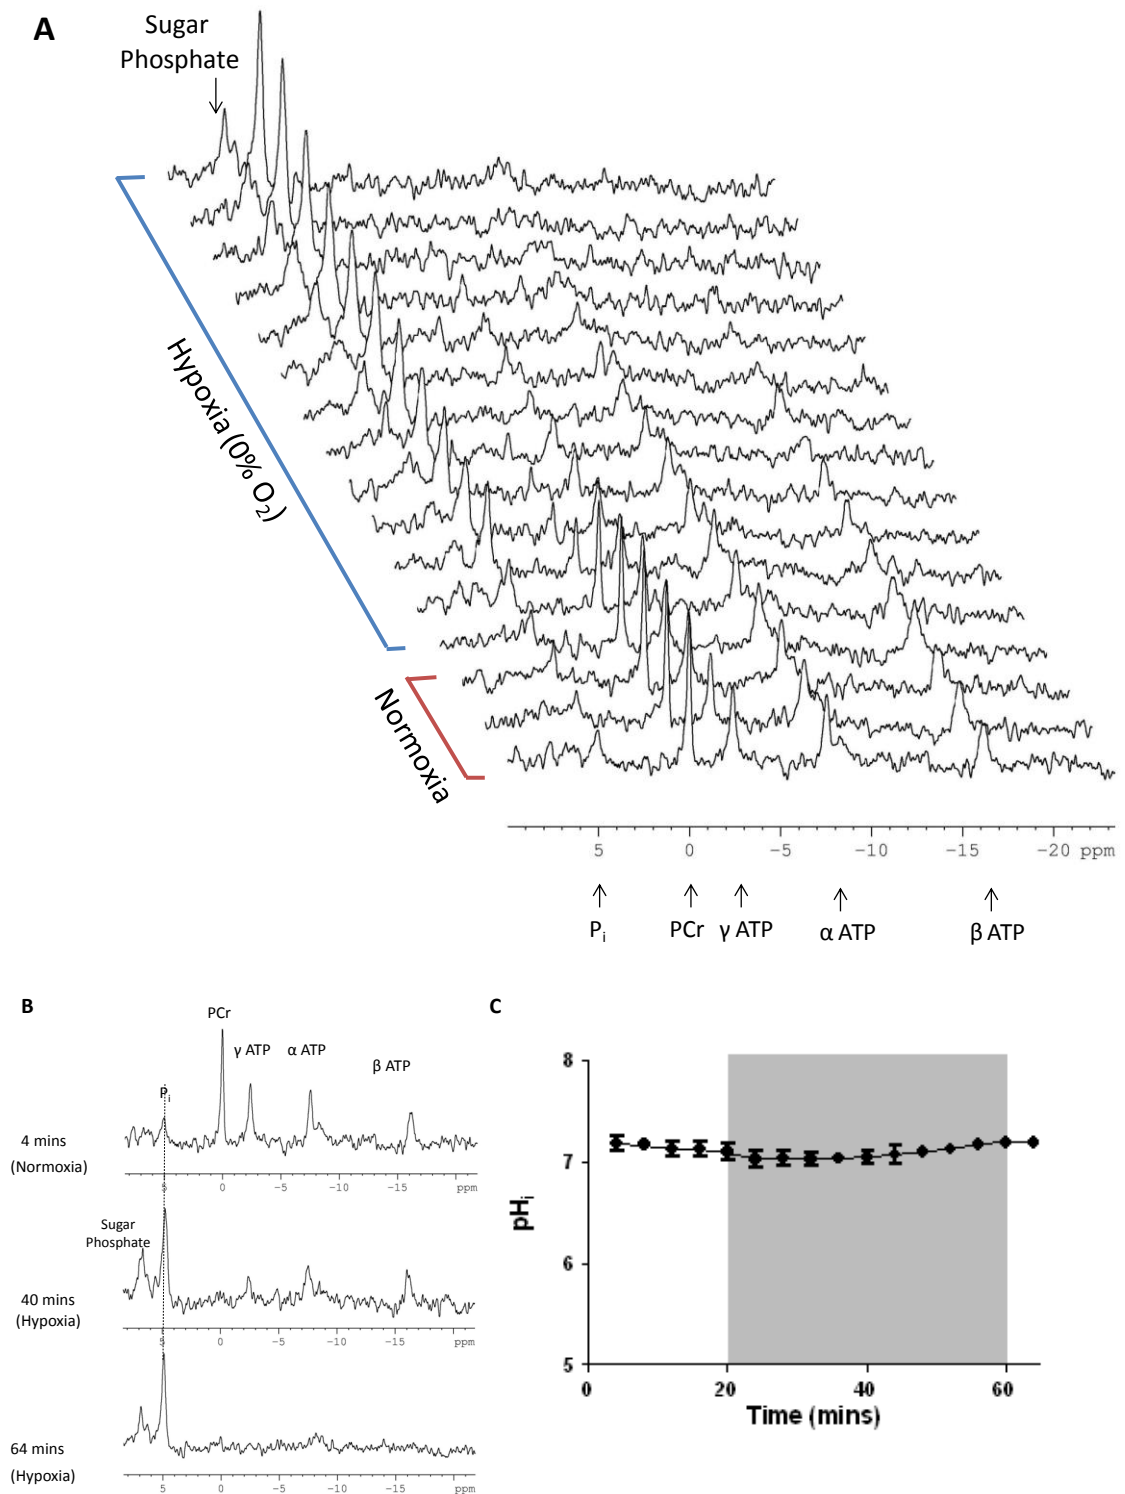 A
Sugar
Phosphate
Hypoxia (0% O₂)
Normoxia
5 0 −5 −10 −15 −20 ppm
Pᵢ PCr γ ATP α ATP β ATP
B
PCr
γ ATP α ATP
β ATP
Pᵢ
4 mins
(Normoxia)
5 0 −5 −10 −15 ppm
Sugar
Phosphate
40 mins
(Hypoxia)
5 0 −5 −10 −15 ppm
64 mins
(Hypoxia)
5 0 −5 −10 −15 ppm
C
8
7
6
5
pHᵢ
0 20 40 60
Time (mins)